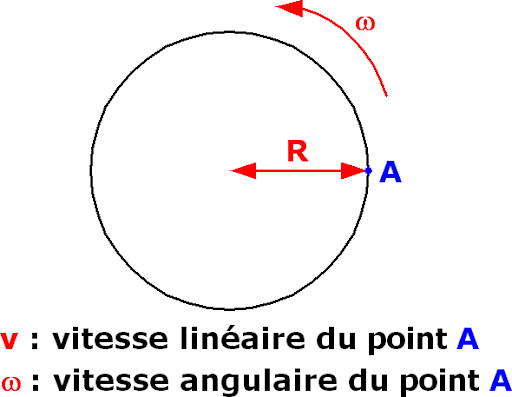 ω
R
A
v : vitesse linéaire du point A
ω : vitesse angulaire du point A